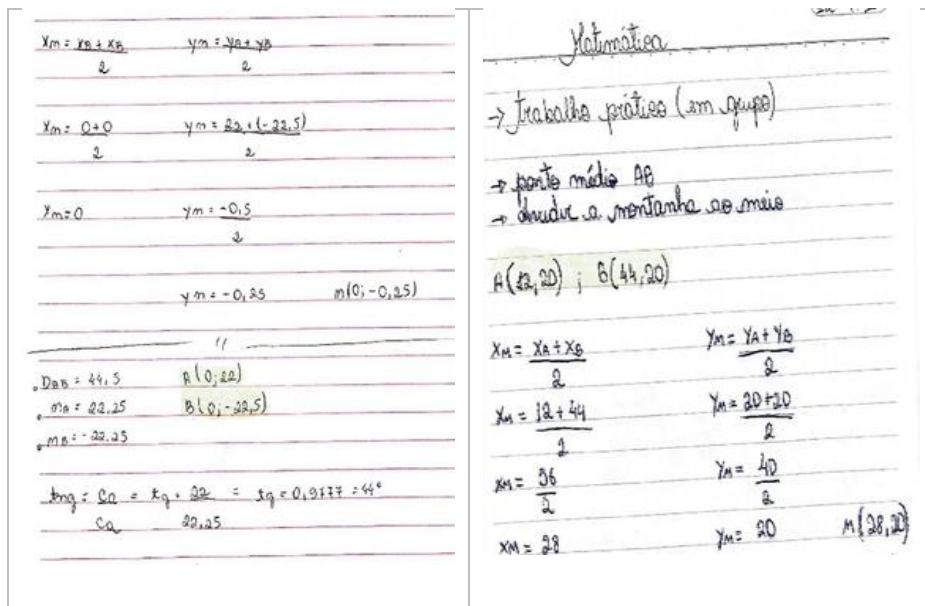 Xm = XA + XB
2
ym = yA + yB
2
Xm = 0+0
2
ym = 22 + (-22,5)
2
Xm = 0
ym = -0,5
2
ym = -0,25
m(0; -0,25)
DAB = 44,5
A(0; 22)
mA = 22,25
B(0; -22,5)
mB = -22,25
tng = = tg = 22 = tg = 0,9777 = 44°
Ca 22,25
Matimática
→ trabalho prático (em grupo)
→ ponto médio AB
→ dividir a montanha ao meio
A(12,20) ; B(44,20)
XM = XA + XB
2
YM = YA + YB
2
XM = 12 + 44
2
YM = 20+20
2
XM = 56
2
YM = 40
2
XM = 28
YM = 20
M(28,20)